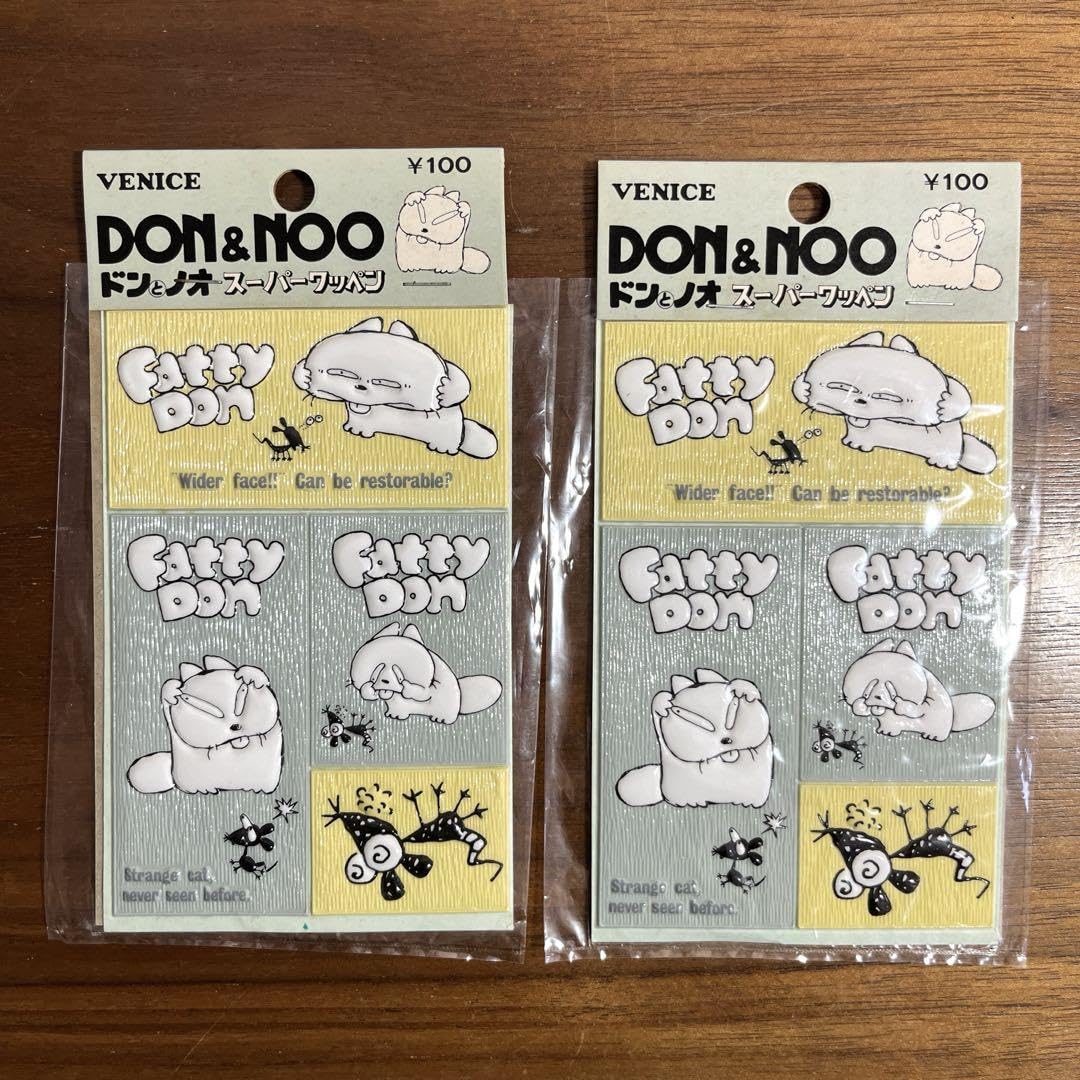 VENICE
¥100
DON & NOO
ドンとノオ スーパーワッペン
Fatty
Don
"Wider face!!" Can be restorable?
Fatty
Don
Fatty
Don
Strange cat,
never seen before.
VENICE
¥100
DON & NOO
ドンとノオ スーパーワッペン
Fatty
Don
"Wider face!!" Can be restorable?
Fatty
Don
Fatty
Don
Strange cat,
never seen before.